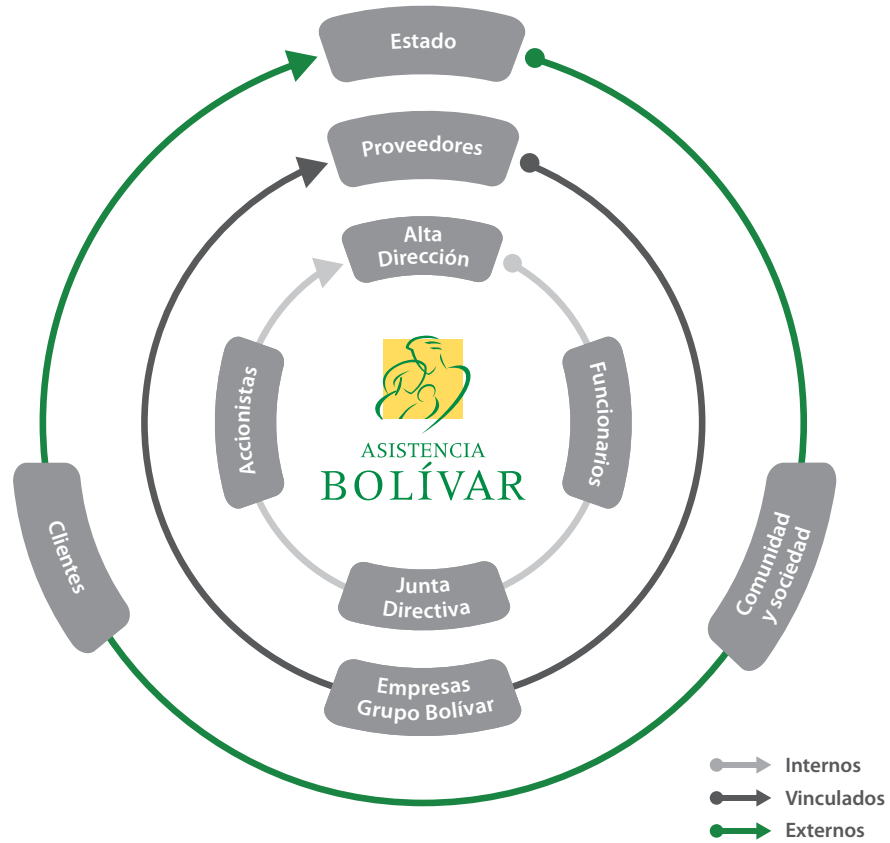 Estado
Proveedores
Alta
Dirección
Accionistas
Funcionarios
ASISTENCIA
BOLÍVAR
Clientes
Comunidad
y sociedad
Junta
Directiva
Empresas
Grupo Bolívar
Internos
Vinculados
Externos